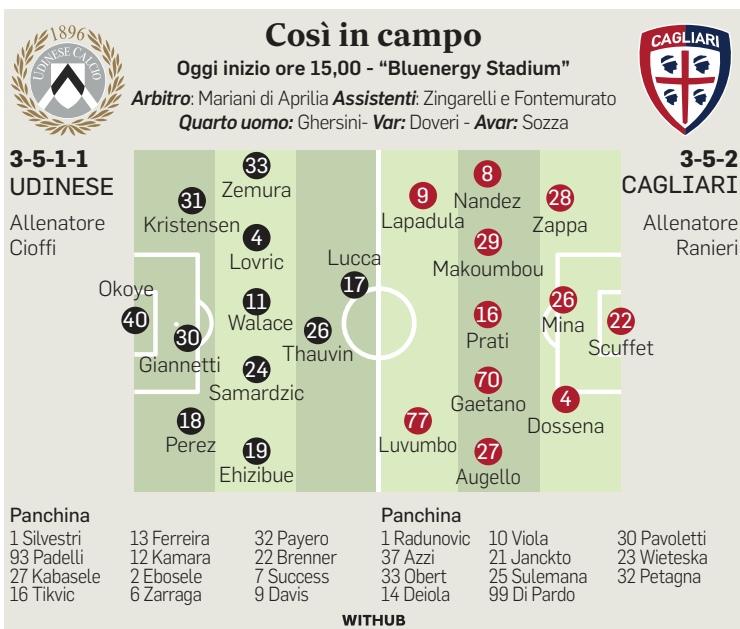 Così in campo
Oggi inizio ore 15,00 - “Bluenergy Stadium”
Arbitro: Mariani di Aprilia Assistenti: Zingarelli e Fontemurato
Quarto uomo: Ghersini- Var: Doveri - Avar: Sozza
1896
UDINESE CALCIO
CAGLIARI
3-5-1-1
UDINESE
Allenatore
Cioffi
3-5-2
CAGLIARI
Allenatore
Ranieri
40
Okoye
31
Kristensen
30
Giannetti
18
Perez
33
Zemura
4
Lovric
11
Walace
24
Samardzic
19
Ehizibue
26
Thauvin
17
Lucca
9
Lapadula
77
Luvumbo
8
Nandez
29
Makoumbou
16
Prati
70
Gaetano
27
Augello
28
Zappa
26
Mina
4
Dossena
22
Scuffet
Panchina
1 Silvestri
93 Padelli
27 Kabasele
16 Tikvic
13 Ferreira
12 Kamara
2 Ebosele
6 Zarraga
32 Payero
22 Brenner
7 Success
9 Davis
Panchina
1 Radunovic
37 Azzi
33 Obert
14 Deiola
10 Viola
21 Janckto
25 Sulemana
99 Di Pardo
30 Pavoletti
23 Wieteska
32 Petagna
WITHUB